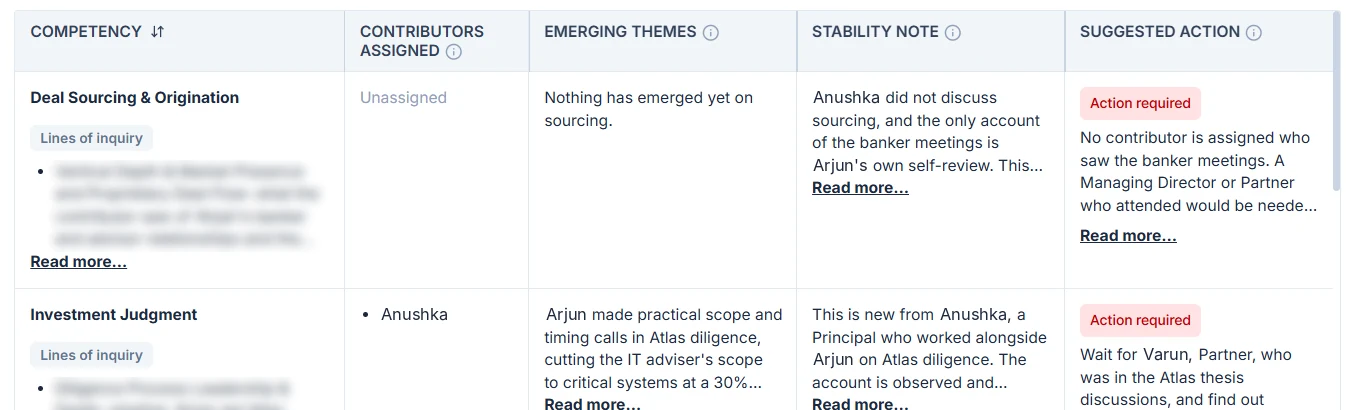 COMPETENCY
CONTRIBUTORS
ASSIGNED
EMERGING THEMES
STABILITY NOTE
SUGGESTED ACTION
Deal Sourcing & Origination
Lines of inquiry
Read more...
Unassigned
Nothing has emerged yet on
sourcing.
Anushka did not discuss
sourcing, and the only account
of the banker meetings is
Arjun's own self-review. This...
Read more...
Action required
No contributor is assigned who
saw the banker meetings. A
Managing Director or Partner
who attended would be neede...
Read more...
Investment Judgment
Lines of inquiry
• Anushka
Arjun made practical scope and
timing calls in Atlas diligence,
cutting the IT adviser's scope
to critical systems at a 30%...
Read more...
This is new from Anushka, a
Principal who worked alongside
Arjun on Atlas diligence. The
account is observed and...
Read more...
Action required
Wait for Varun, Partner, who
was in the Atlas thesis
discussions, and find out